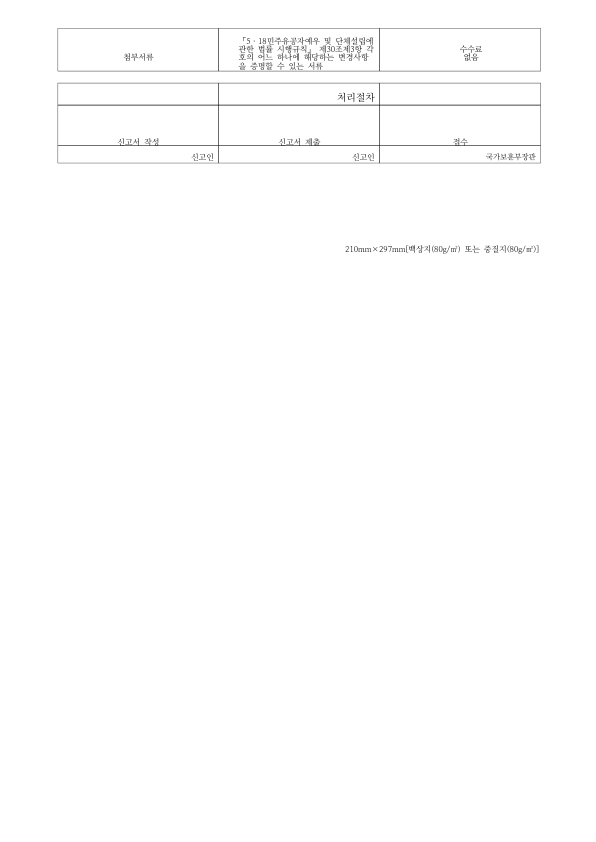 첨부서류
「5ㆍ18민주유공자예우 및 단체설립에
관한 법률 시행규칙」 제30조제3항 각
호의 어느 하나에 해당하는 변경사항
을 증명할 수 있는 서류
수수료
없음
처리절차
신고서 작성
신고서 제출
접수
신고인
신고인
국가보훈부장관
210mm×297mm[백상지(80g/㎡) 또는 중질지(80g/㎡)]